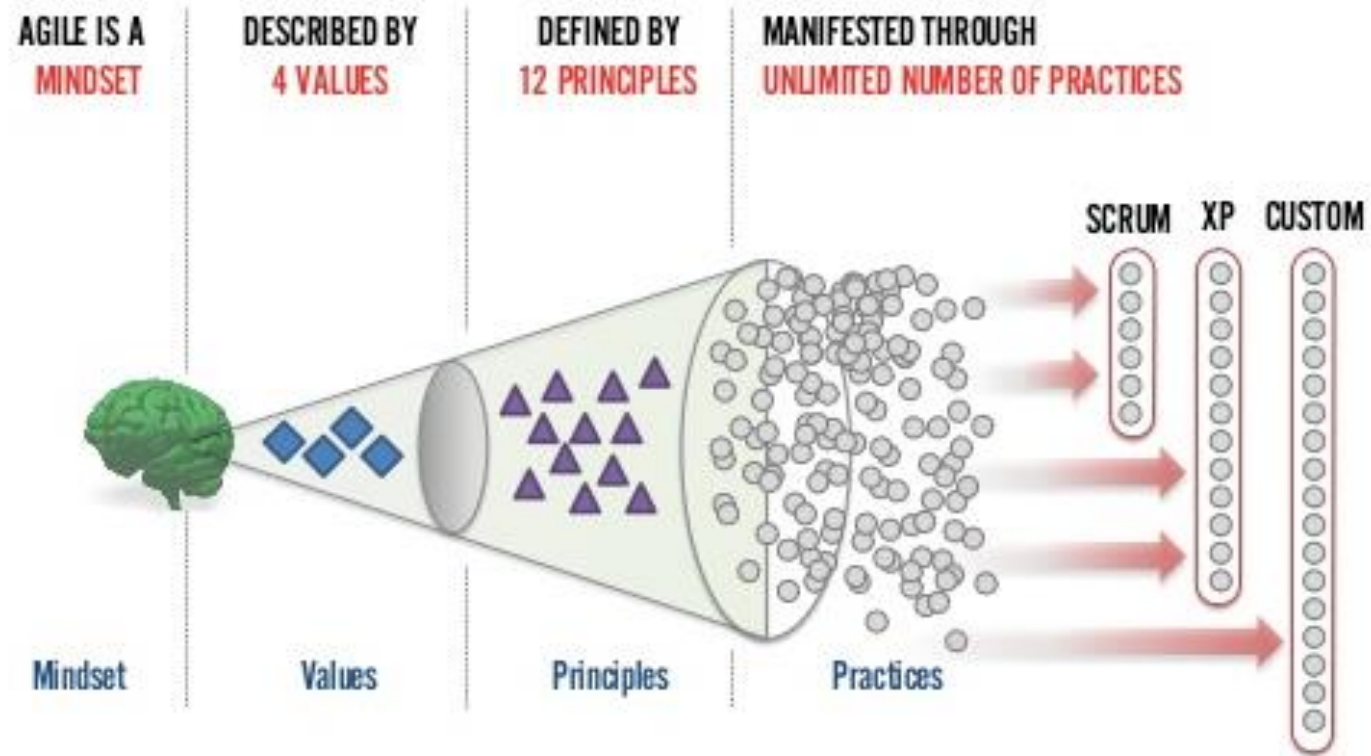 AGILE IS A
MINDSET
DESCRIBED BY
4 VALUES
DEFINED BY
12 PRINCIPLES
MANIFESTED THROUGH
UNLIMITED NUMBER OF PRACTICES
SCRUM
XP
CUSTOM
Mindset
Values
Principles
Practices